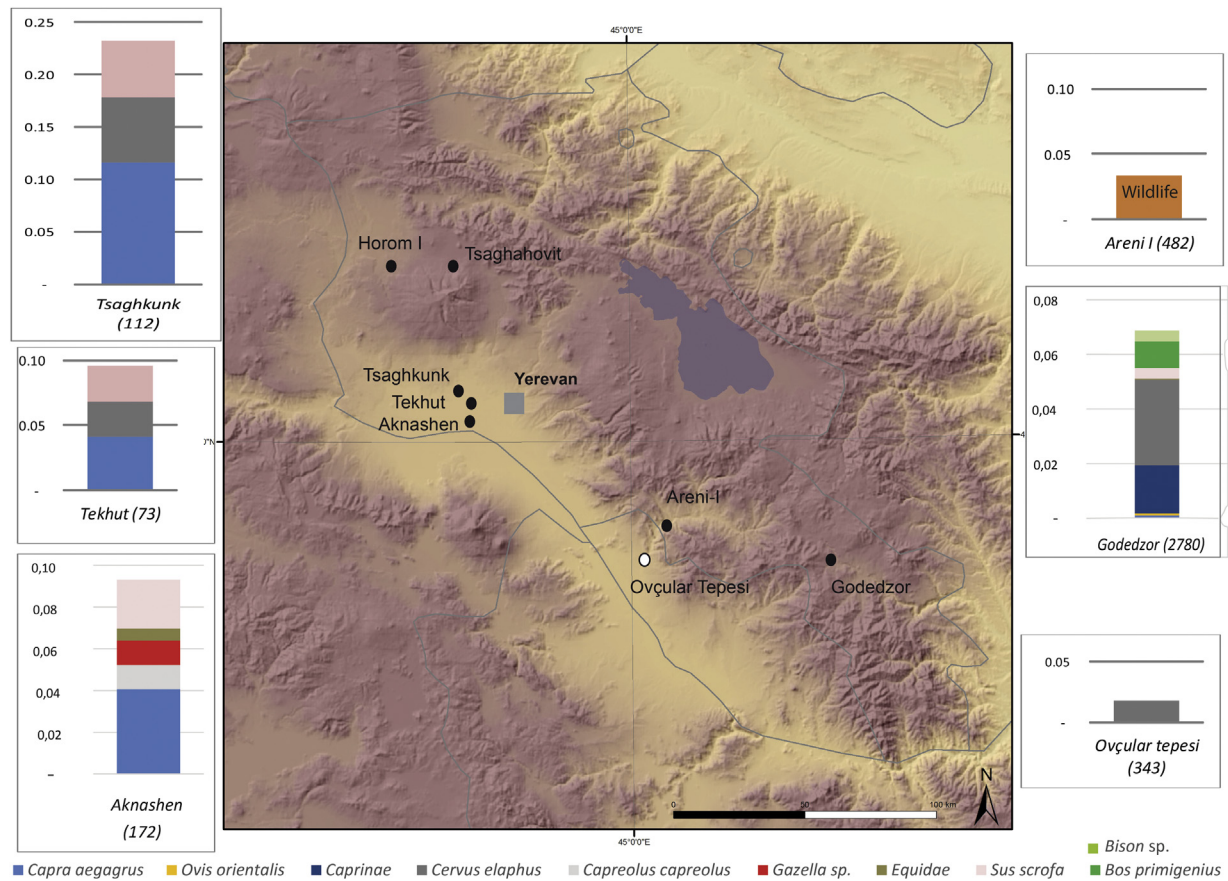 0.25
0.20
0.15
0.10
0.05
-
Tsaghkunk
(112)
0.10
0.05
-
Tekhut (73)
0.10
0,08
0,06
0,04
0,02
-
Aknashen
(172)
45°0'0"E
Horom I
Tsaghahovit
Tsaghkunk
Yerevan
Tekhut
Aknashen
Areni-I
Ovçular Tepesi
Godedzor
N
0 50 100 km
45°0'0"E
0.10
0.05
Wildlife
-
Areni I (482)
0,08
0,06
0,04
0,02
-
Godedzor (2780)
0.05
-
Ovçular tepesi
(343)
Bison sp.
Capra aegagrus Ovis orientalis Caprinae Cervus elaphus Capreolus capreolus Gazella sp. Equidae Sus scrofa Bos primigenius